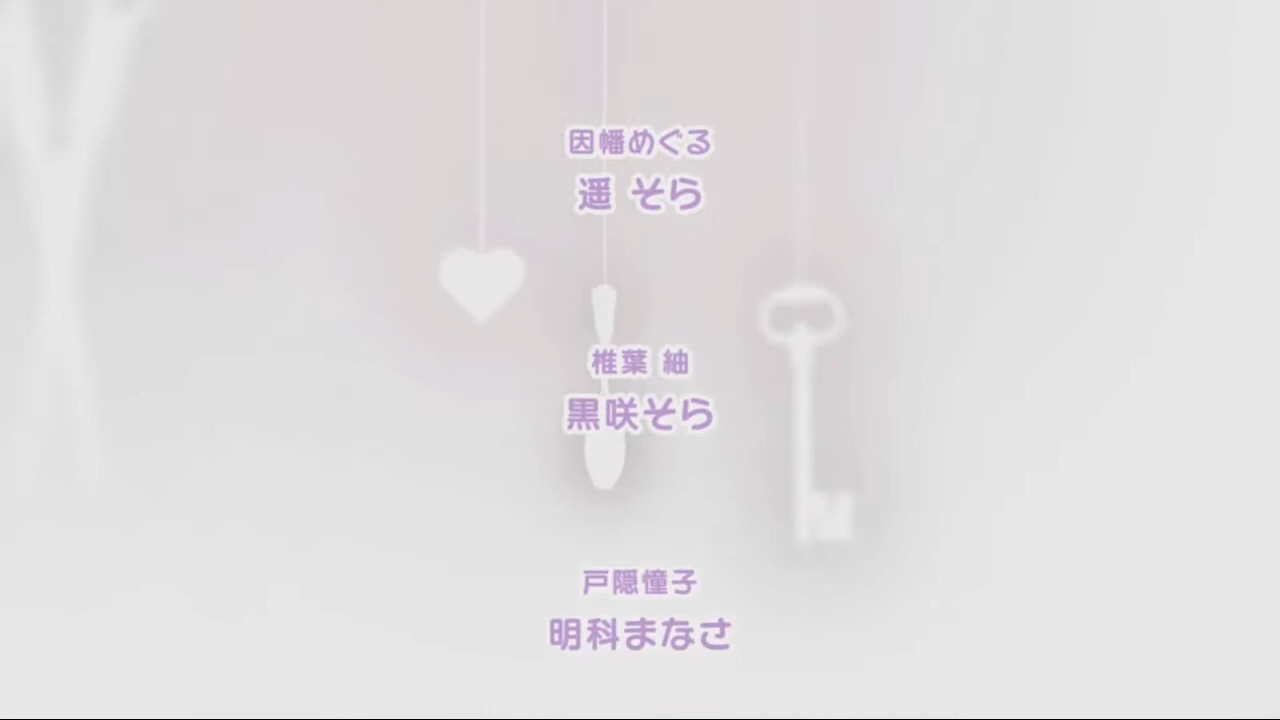 因幡めぐる
遥 そら
椎葉 紬
黒咲そら
戸隠憧子
明科まなさ